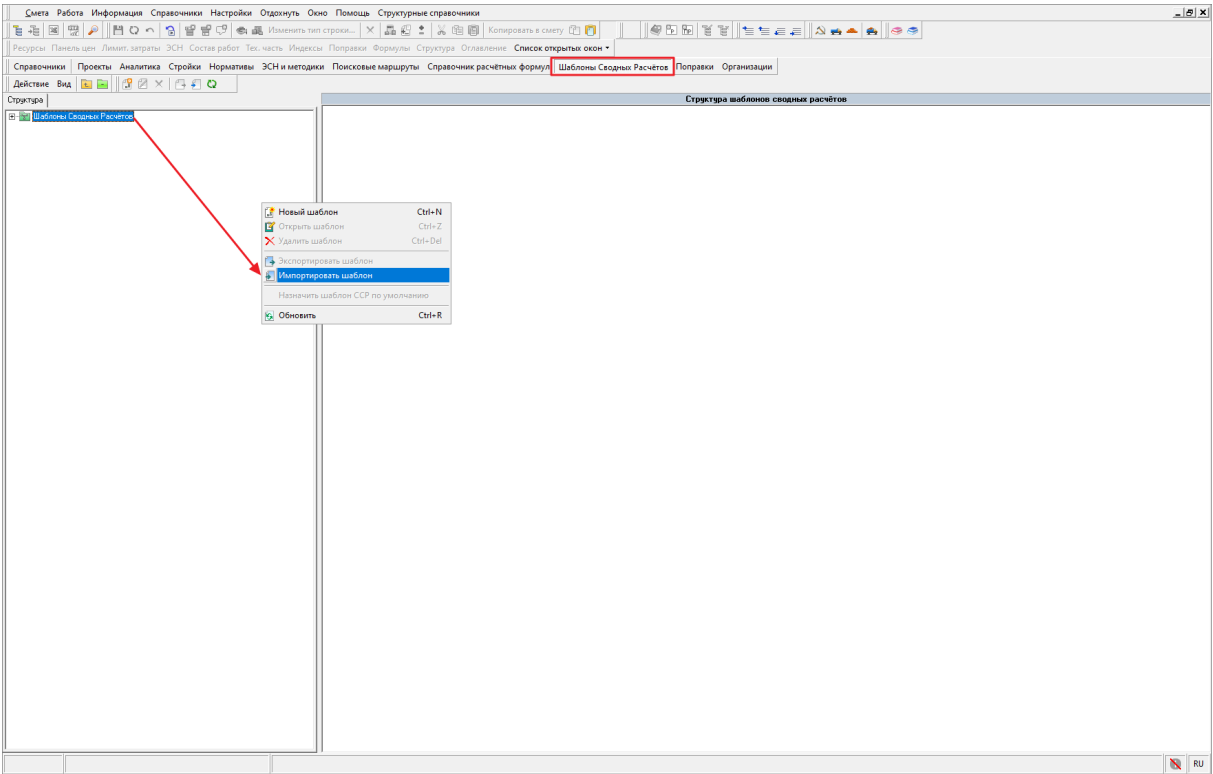 Смета Работа Информация Справочники Настройки Отдохнуть Окно Помощь Структурные справочники
Изменить тип строки... Копировать в смету
Ресурсы Панель цен Лимит. затраты ЭСН Состав работ Тех. часть Индексы Поправки Формулы Структура Оглавление Список открытых окон
Справочники Проекты Аналитика Стройки Нормативы ЭСН и методики Поисковые маршруты Справочник расчётных формул Шаблоны Сводных Расчётов Поправки Организации
Действие Вид
Структура
Структура шаблонов сводных расчётов
Шаблоны Сводных Расчётов
Новый шаблон Ctrl+N
Открыть шаблон Ctrl+Z
Удалить шаблон Ctrl+Del
Экспортировать шаблон
Импортировать шаблон
Назначить шаблон ССР по умолчанию
Обновить Ctrl+R
RU